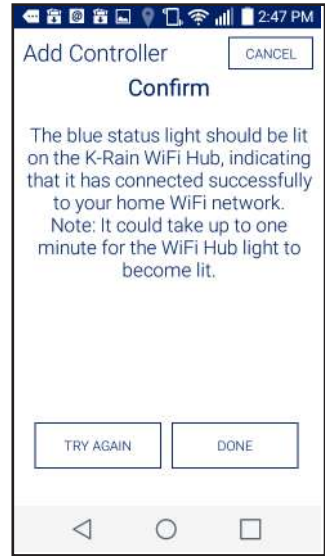 2:47 PM
Add Controller
CANCEL
Confirm
The blue status light should be lit
on the K-Rain WiFi Hub, indicating
that it has connected successfully
to your home WiFi network.
Note: It could take up to one
minute for the WiFi Hub light to
become lit.
TRY AGAIN
DONE